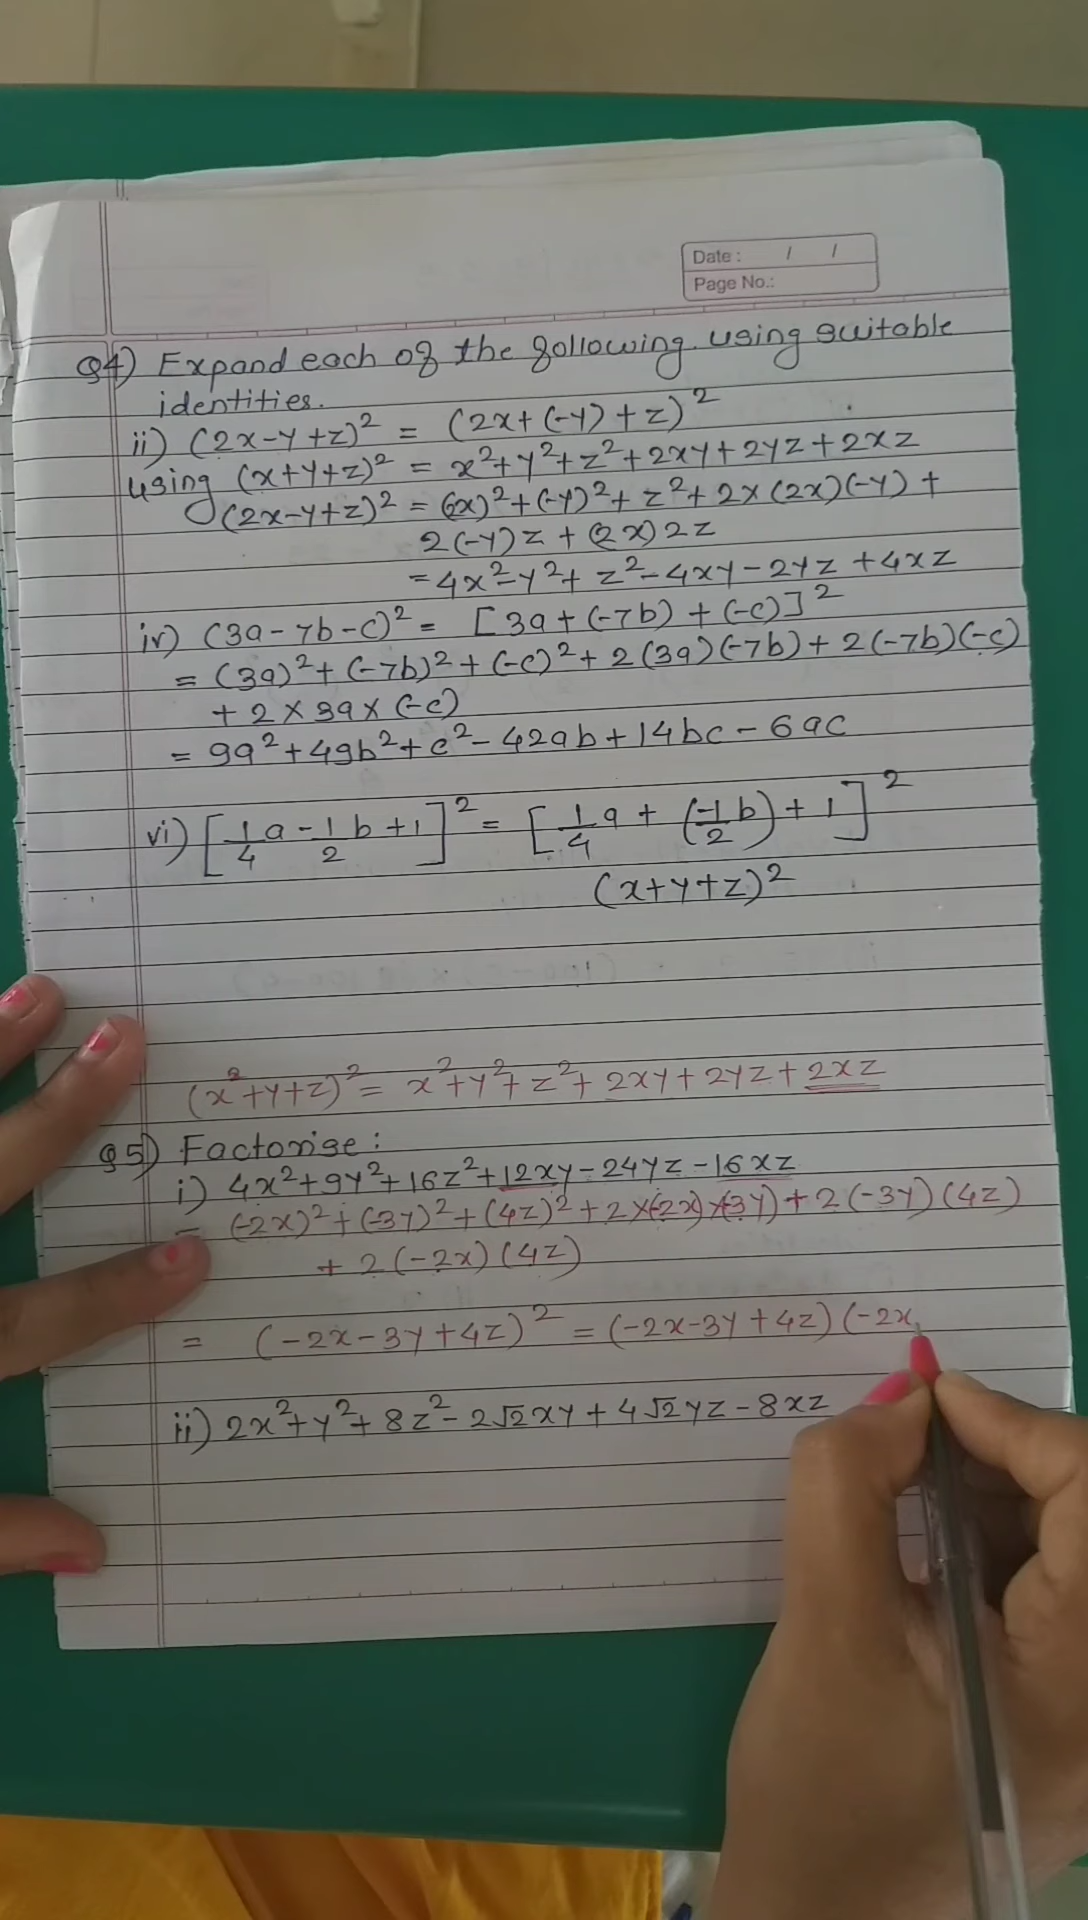 Date : / /
Page No.:
Q4) Expand each of the following using suitable
identities.
ii) (2x-y+z)² = (2x+(-y)+z)²
using (x+y+z)² = x²+y²+z²+2xy+2yz+2xz
(2x-y+z)² = (2x)²+(-y)²+z²+2x(2x)(-y)+
2(-y)z + (2x)2z
=4x²-y²+z²-4xy-2yz+4xz
iv) (3a-7b-c)² = [3a+(-7b)+(-c)]²
= (3a)²+(-7b)²+(-c)²+2(3a)(-7b)+2(-7b)(-c)
+2×3a×(-c)
= 9a²+49b²+c²-42ab+14bc-6ac
vi) [1/4 a - 1/2 b + 1]² = [1/4 a + (-1/2 b) + 1]²
(x+y+z)²
(x²+y+z)² = x²+y²+z²+2xy+2yz+2xz
Q5) Factorise :
i) 4x²+9y²+16z²+12xy-24yz-16xz
= (-2x)²+(-3y)²+(4z)²+2×(-2x)×(-3y)+2(-3y)(4z)
+2(-2x)(4z)
= (-2x-3y+4z)² = (-2x-3y+4z)(-2x
ii) 2x²+y²+8z²-2√2xy+4√2yz-8xz